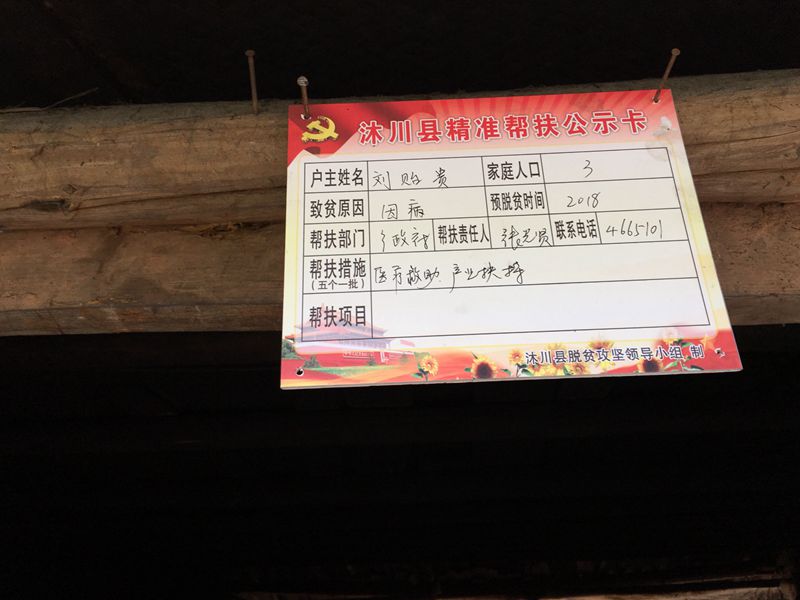 沐川县精准帮扶公示卡
户主姓名 刘贻贵 家庭人口 3
致贫原因 因病 预脱贫时间 2018
帮扶部门 帮扶责任人 联系电话 4665101
帮扶措施 医疗救助 产业扶持
(五个一批)
帮扶项目
沐川县脱贫攻坚领导小组 制